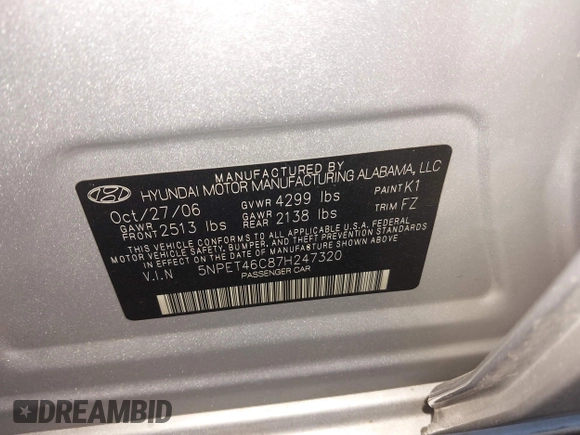 MANUFACTURED BY
HYUNDAI MOTOR MANUFACTURING ALABAMA, LLC
Oct/27/06 GVWR 4299 lbs PAINT K1
GAWR FRONT 2513 lbs GAWR REAR 2138 lbs TRIM FZ
THIS VEHICLE CONFORMS TO ALL APPLICABLE U.S.A. FEDERAL
MOTOR VEHICLE SAFETY, BUMPER, AND THEFT PREVENTION STANDARDS
IN EFFECT ON THE DATE OF MANUFACTURE SHOWN ABOVE.
V.I.N 5NPET46C87H247320
PASSENGER CAR
DREAMBID